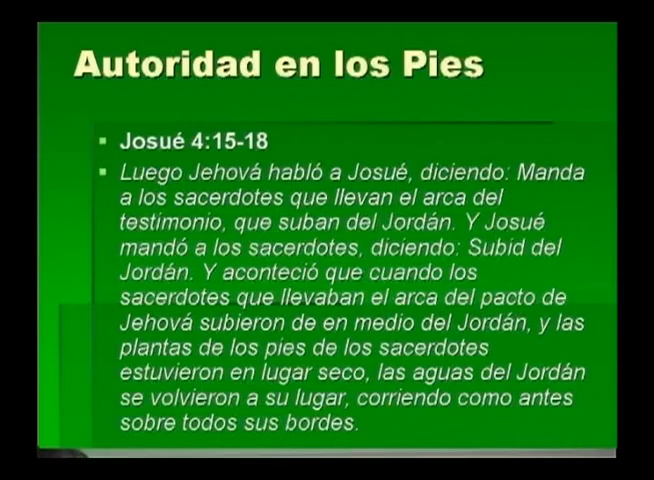 Autoridad en los Pies
Josué 4:15-18
Luego Jehová habló a Josué, diciendo: Manda
a los sacerdotes que llevan el arca del
testimonio, que suban del Jordán. Y Josué
mandó a los sacerdotes, diciendo: Subid del
Jordán. Y aconteció que cuando los
sacerdotes que llevaban el arca del pacto de
Jehová subieron de en medio del Jordán, y las
plantas de los pies de los sacerdotes
estuvieron en lugar seco, las aguas del Jordán
se volvieron a su lugar, corriendo como antes
sobre todos sus bordes.